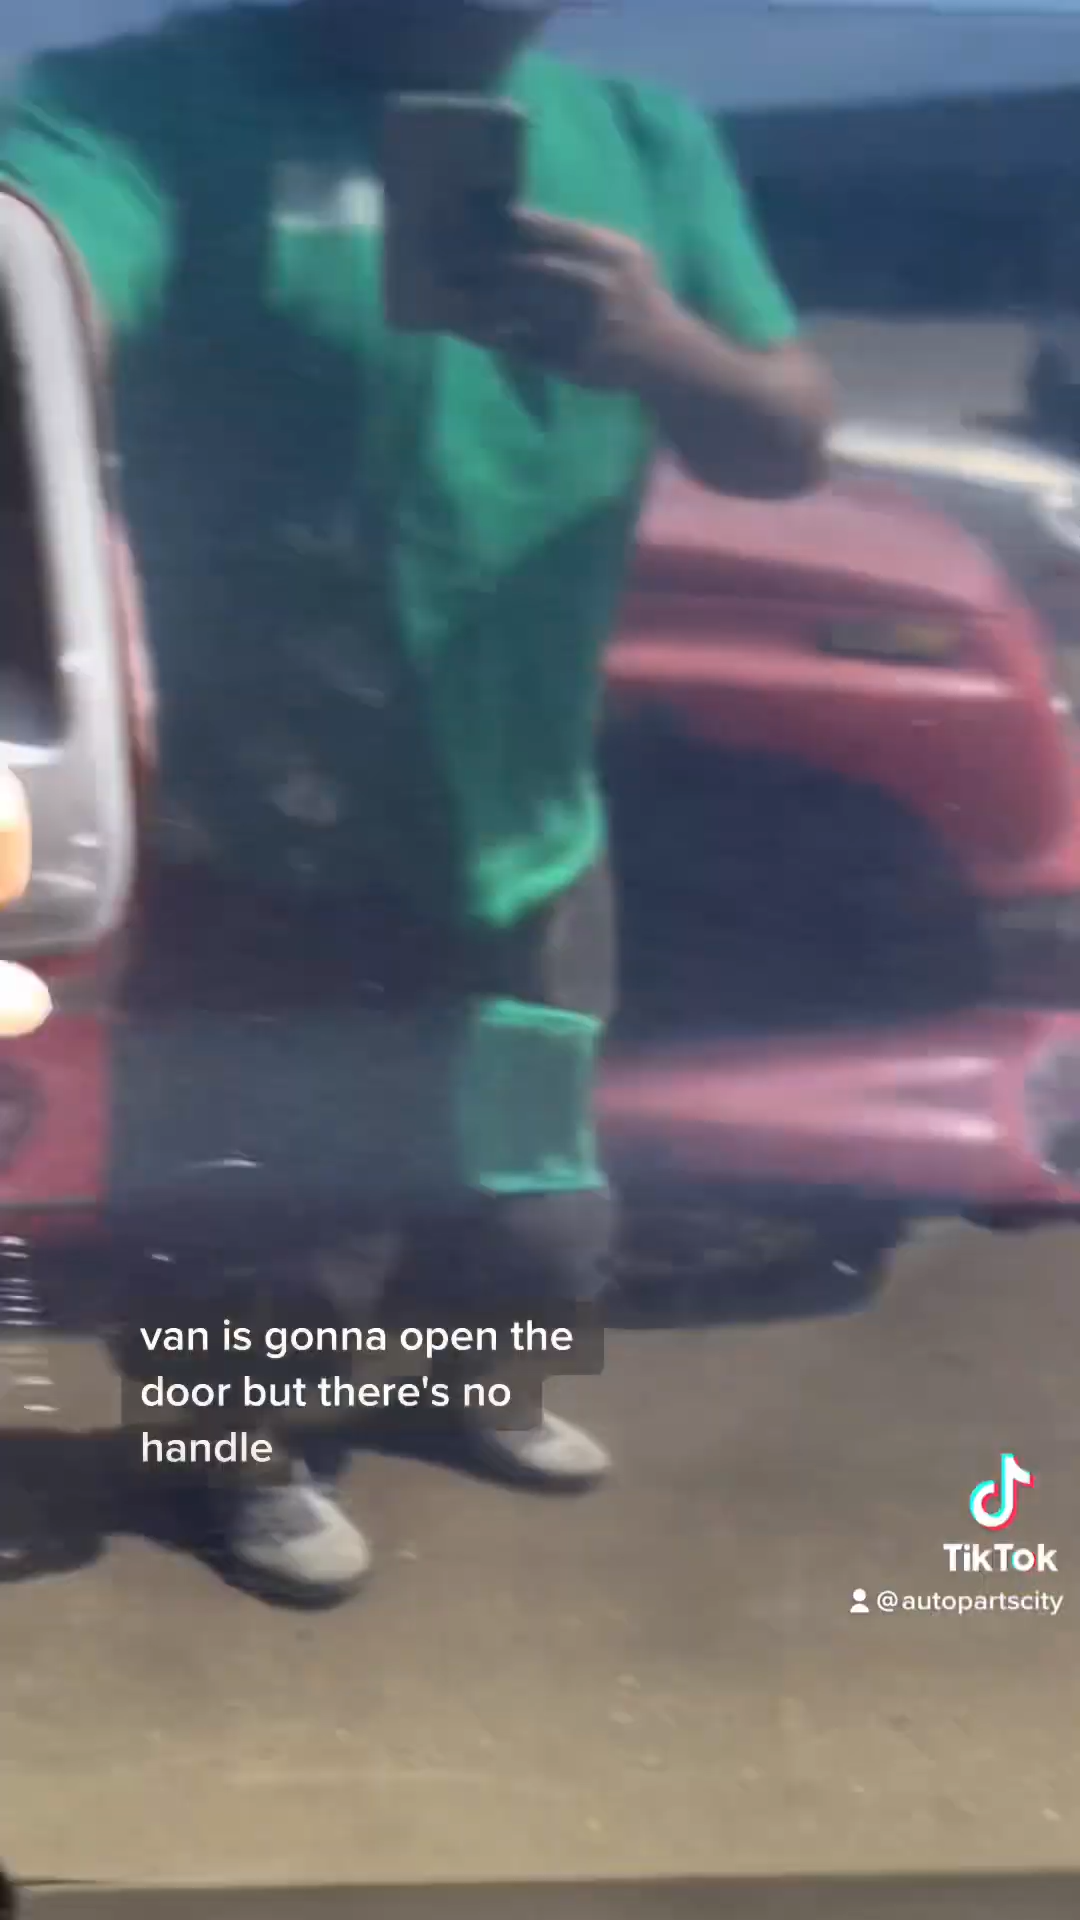 van is gonna open the
door but there's no
handle
TikTok
@autopartscity